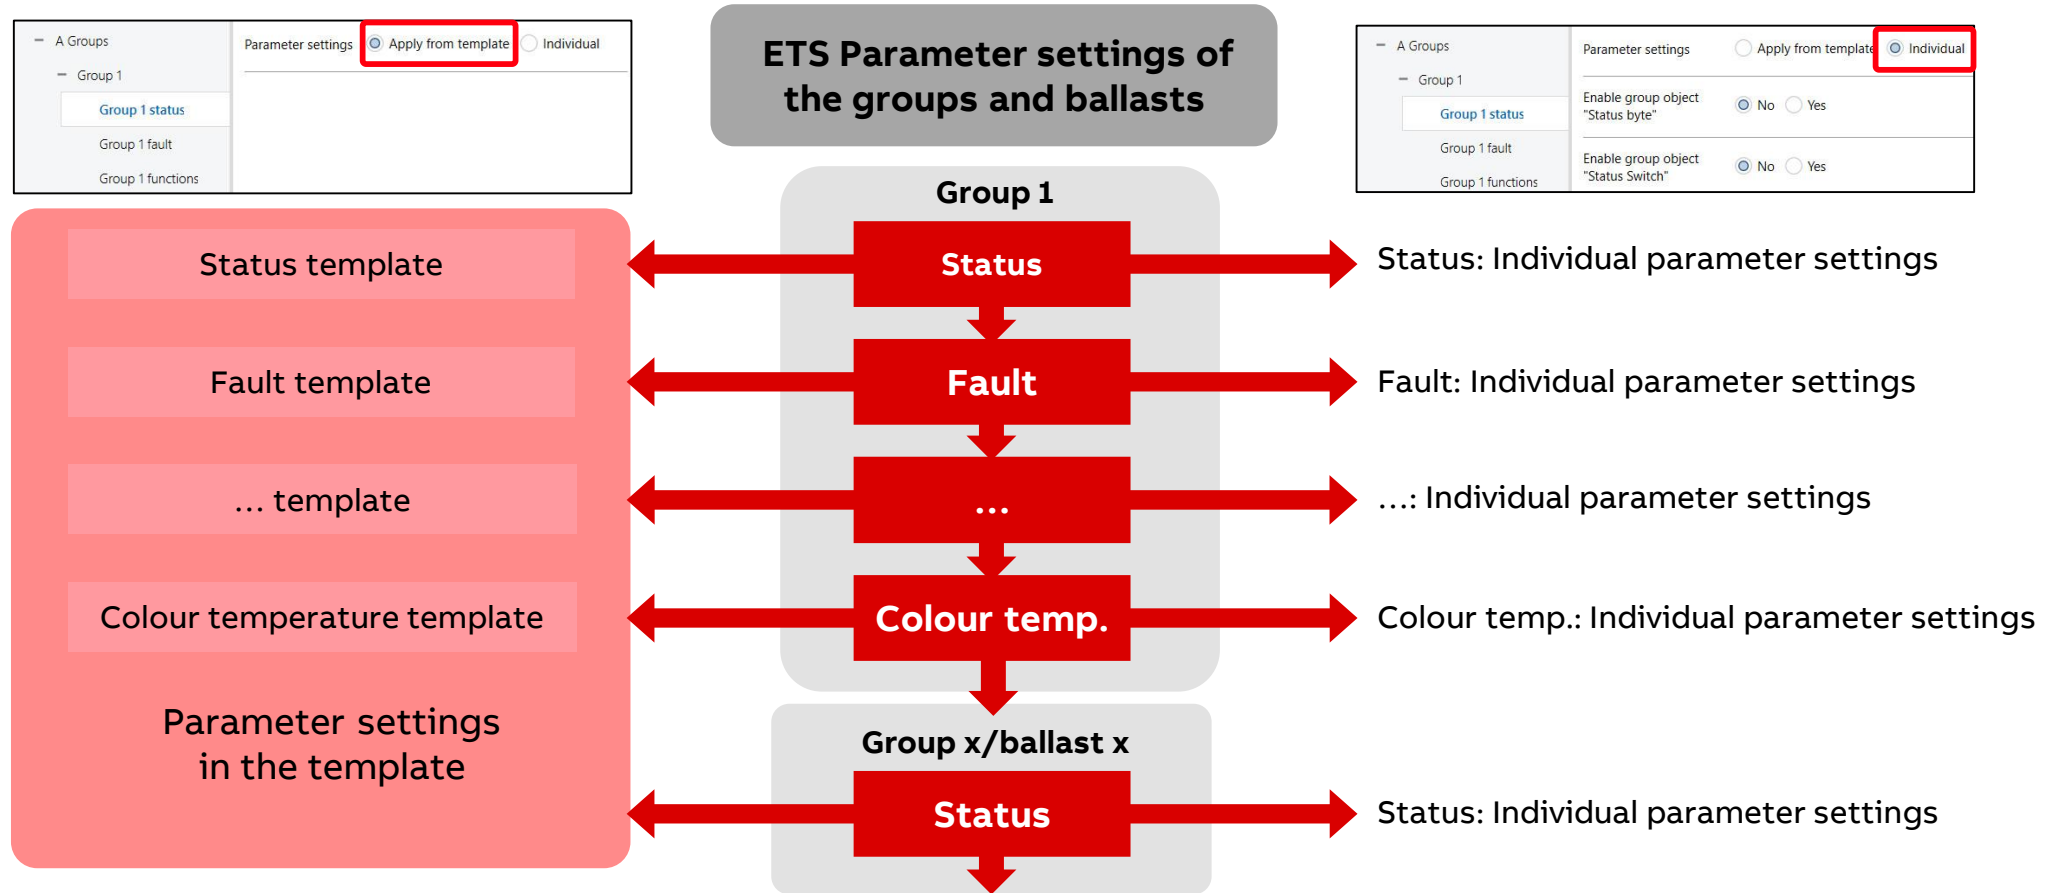 A Groups
Group 1
Group 1 status
Group 1 fault
Group 1 functions
Parameter settings Apply from template Individual
ETS Parameter settings of
the groups and ballasts
A Groups
Group 1
Group 1 status
Group 1 fault
Group 1 functions
Parameter settings Apply from template Individual
Enable group object
"Status byte" No Yes
Enable group object
"Status Switch" No Yes
Group 1
Status template
Status
Status: Individual parameter settings
Fault template
Fault
Fault: Individual parameter settings
... template
...
...: Individual parameter settings
Colour temperature template
Colour temp.
Colour temp.: Individual parameter settings
Parameter settings
in the template
Group x/ballast x
Status
Status: Individual parameter settings